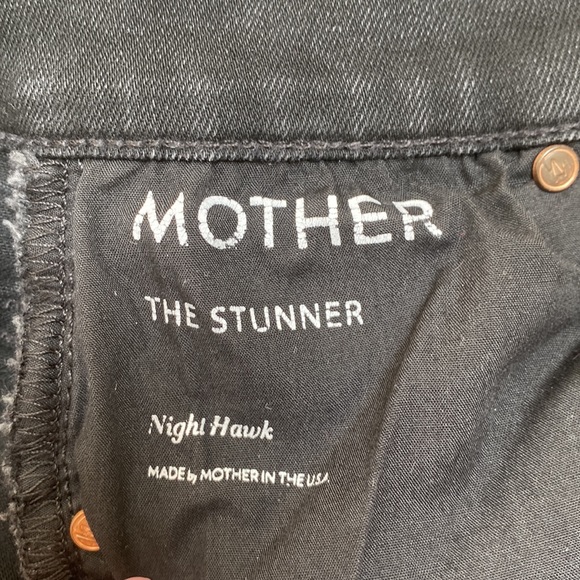 MOTHER
THE STUNNER
Night Hawk
MADE by MOTHER IN THE U.S.A.